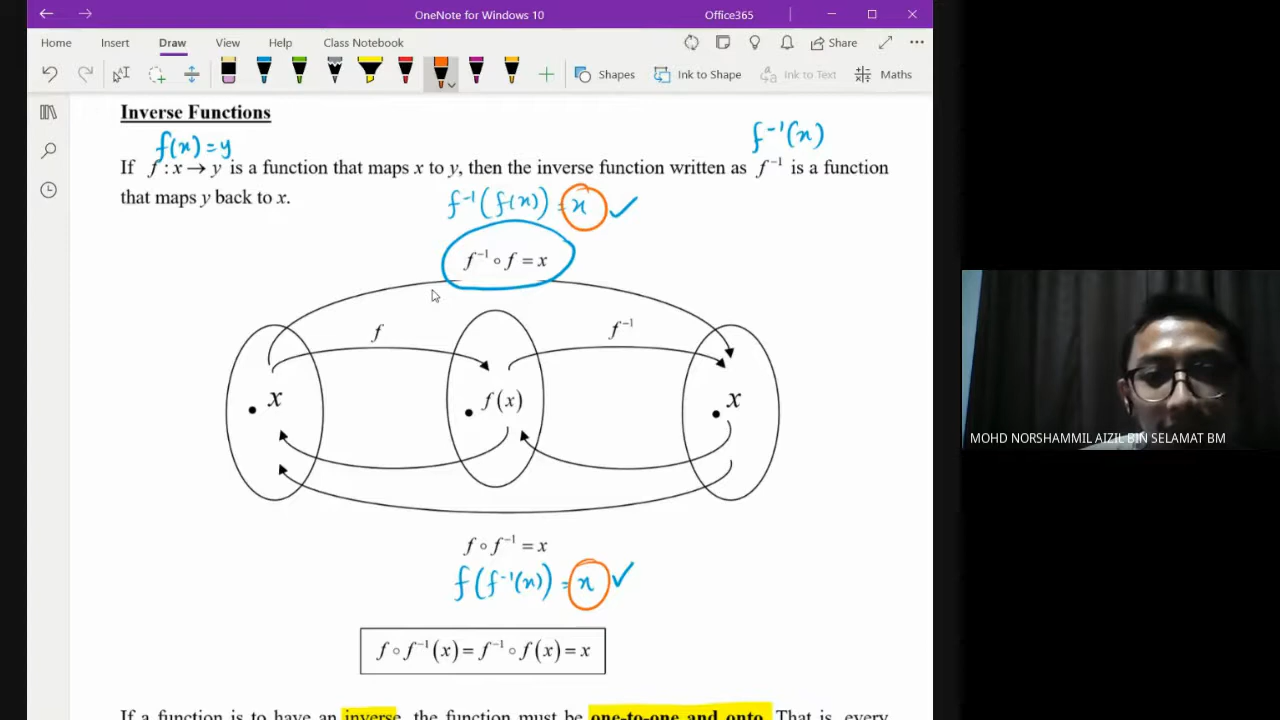 OneNote for Windows 10
Office365
Home Insert Draw View Help Class Notebook
Share
Shapes Ink to Shape Ink to Text Maths
Inverse Functions
f(x) = y
f⁻¹(x)
If f : x → y is a function that maps x to y, then the inverse function written as f⁻¹ is a function
that maps y back to x.
f⁻¹(f(x)) = x ✓
f⁻¹ ∘ f = x
f
f⁻¹
x
f(x)
x
MOHD NORSHAMMIL AIZIL BIN SELAMAT BM
f ∘ f⁻¹ = x
f(f⁻¹(x)) = x ✓
f ∘ f⁻¹(x) = f⁻¹ ∘ f(x) = x
If a function is to have an inverse, the function must be one-to-one and onto. That is, every